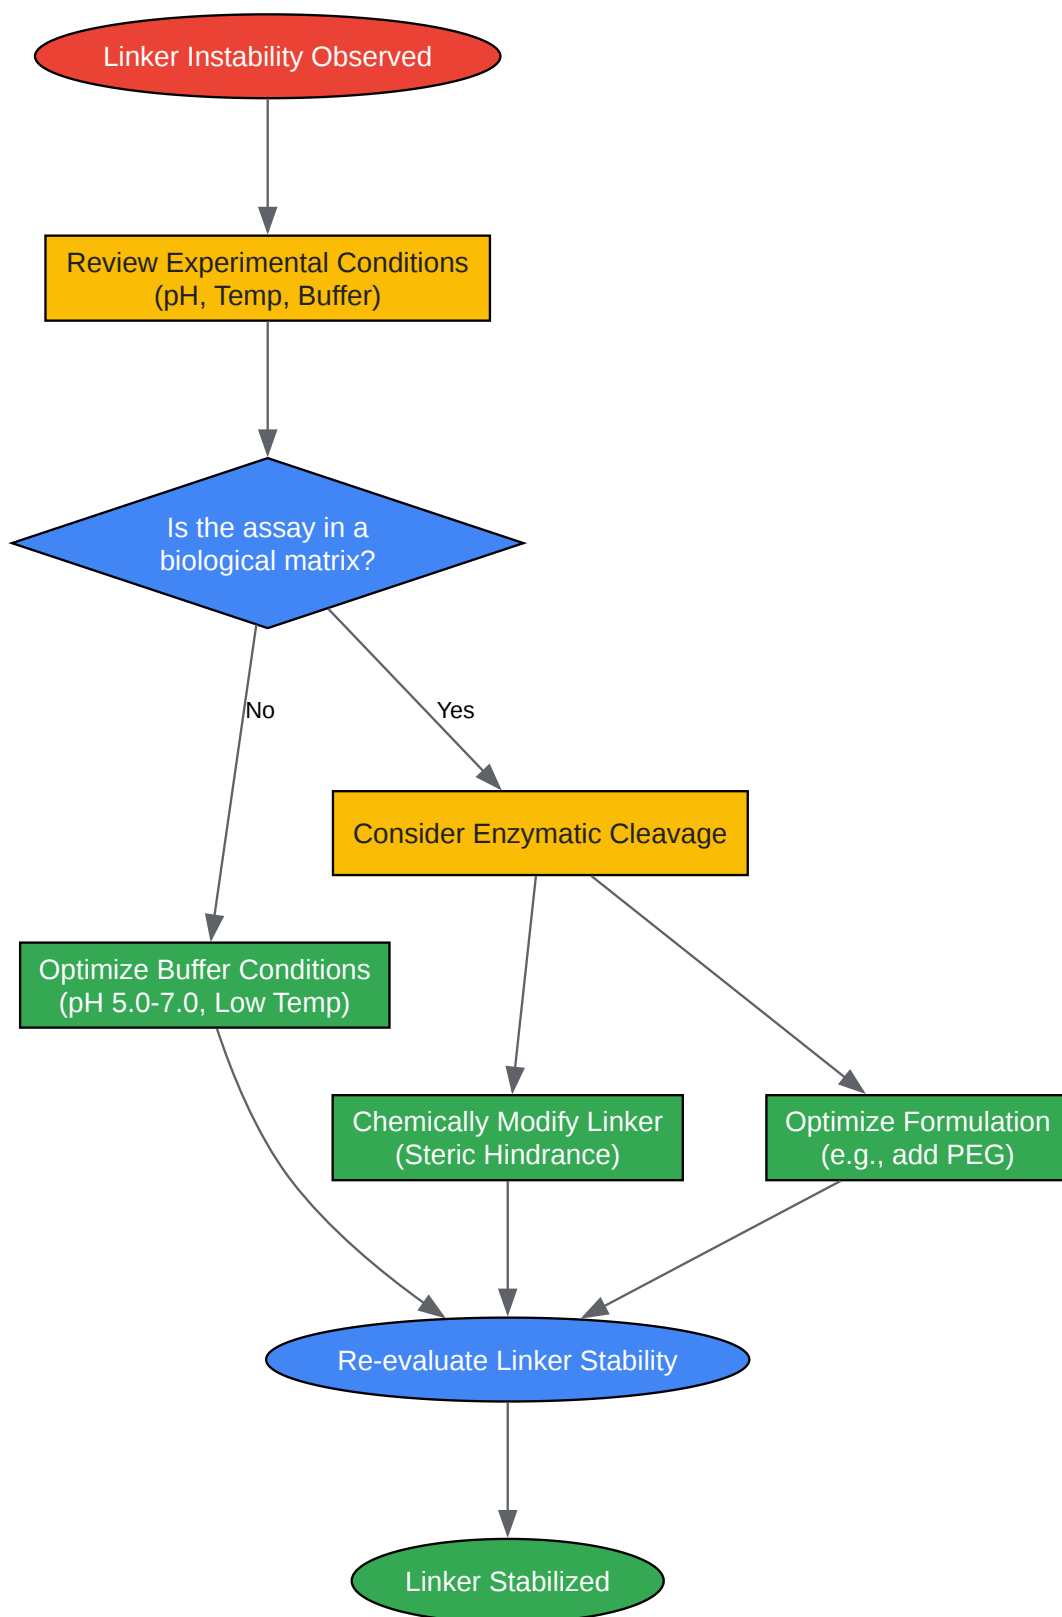 Linker Instability Observed
Review Experimental Conditions
(pH, Temp, Buffer)
Is the assay in a
biological matrix?
No
Yes
Consider Enzymatic Cleavage
Optimize Buffer Conditions
(pH 5.0-7.0, Low Temp)
Chemically Modify Linker
(Steric Hindrance)
Optimize Formulation
(e.g., add PEG)
Re-evaluate Linker Stability
Linker Stabilized